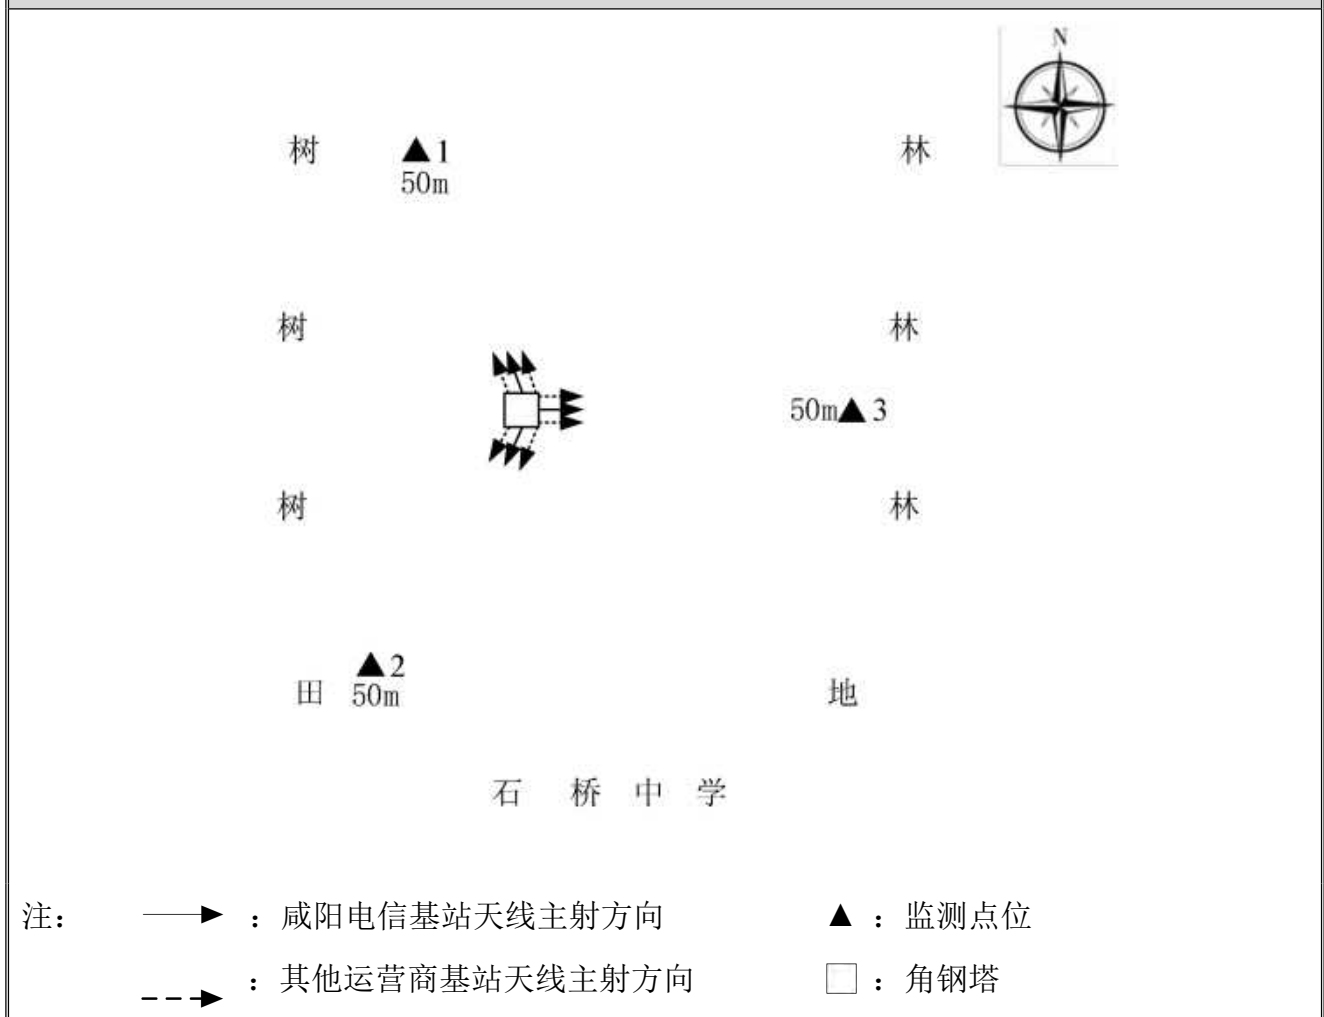 N
树 ▲1 林
50m
树 林
50m▲3
树 林
▲2
田 50m 地
石 桥 中 学
注： ：咸阳电信基站天线主射方向 ▲：监测点位
：其他运营商基站天线主射方向 □：角钢塔